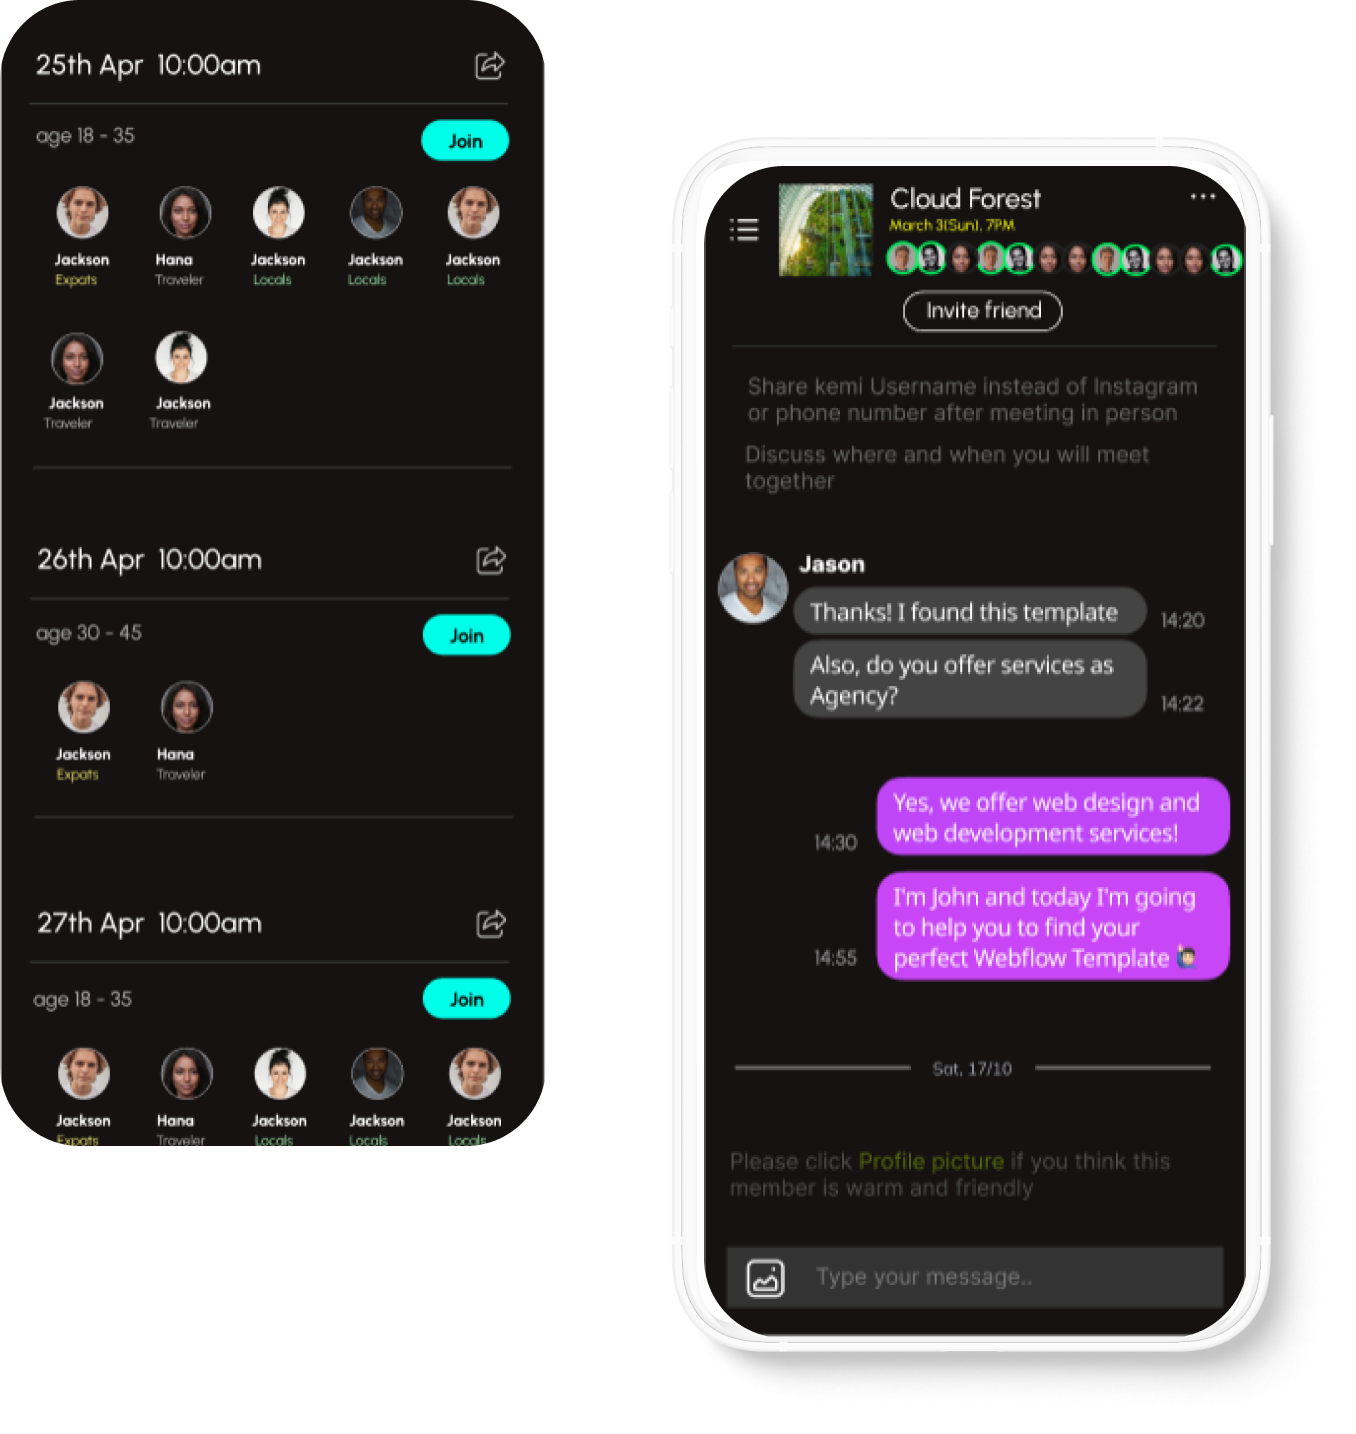 25th Apr 10:00am
age 18 - 35
Join
Jackson Hana Jackson Jackson Jackson
Expats Traveler Locals Locals Locals
Jackson Jackson
Traveler Traveler
26th Apr 10:00am
age 30 - 45
Join
Jackson Hana
Expats Traveler
27th Apr 10:00am
age 18 - 35
Join
Jackson Hana Jackson Jackson Jackson
Expats Traveler Locals Locals Locals
Cloud Forest
March 3(Sun). 7PM
Invite friend
Share kemi Username instead of Instagram
or phone number after meeting in person
Discuss where and when you will meet
together
Jason
Thanks! I found this template
14:20
Also, do you offer services as
Agency?
14:22
Yes, we offer web design and
web development services!
14:30
I'm John and today I'm going
to help you to find your
perfect Webflow Template 🙋🏻‍♂️
14:55
Sat, 17/10
Please click Profile picture if you think this
member is warm and friendly
Type your message..